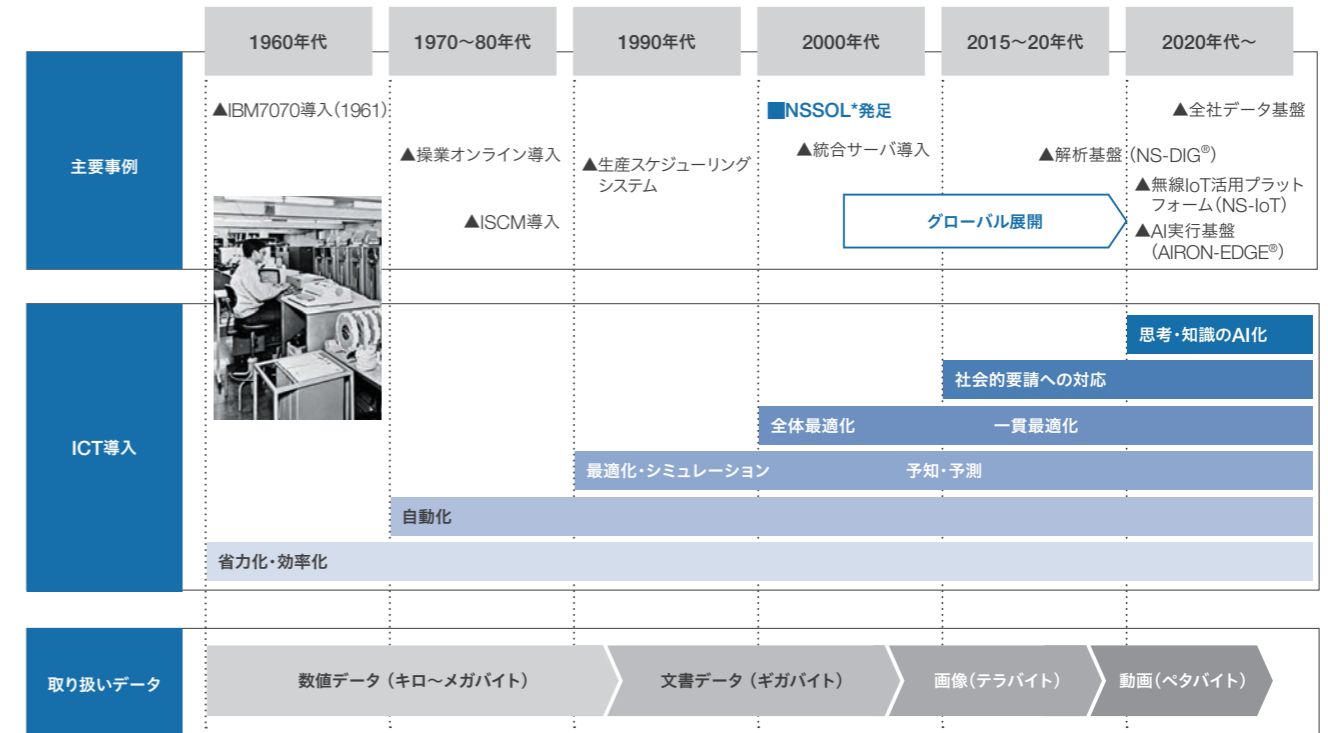 1960年代
1970～80年代
1990年代
2000年代
2015～20年代
2020年代～
主要事例
▲IBM7070導入（1961）
▲操業オンライン導入
▲ISCM導入
▲生産スケジューリング
システム
■NSSOL*発足
▲統合サーバ導入
グローバル展開
▲解析基盤（NS-DIG®）
▲全社データ基盤
▲無線IoT活用プラット
フォーム（NS-IoT）
▲AI実行基盤
（AIRON-EDGE®）
ICT導入
思考・知識のAI化
社会的要請への対応
全体最適化 一貫最適化
最適化・シミュレーション 予知・予測
自動化
省力化・効率化
取り扱いデータ
数値データ（キロ～メガバイト）
文書データ（ギガバイト）
画像（テラバイト）
動画（ペタバイト）